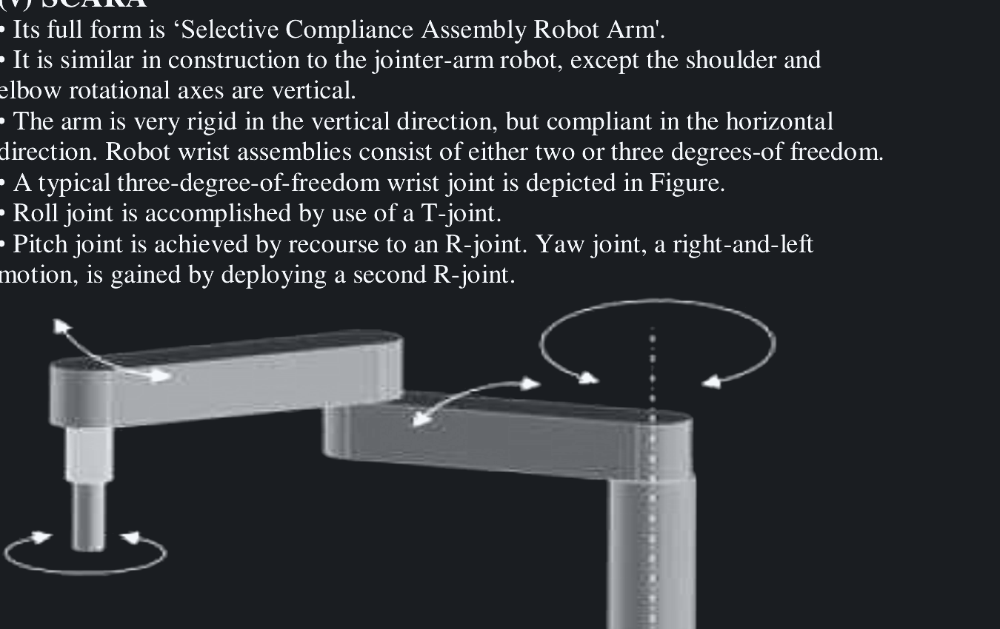 (v) SCARA
• Its full form is ‘Selective Compliance Assembly Robot Arm'.
• It is similar in construction to the jointer-arm robot, except the shoulder and
elbow rotational axes are vertical.
• The arm is very rigid in the vertical direction, but compliant in the horizontal
direction. Robot wrist assemblies consist of either two or three degrees-of freedom.
• A typical three-degree-of-freedom wrist joint is depicted in Figure.
• Roll joint is accomplished by use of a T-joint.
• Pitch joint is achieved by recourse to an R-joint. Yaw joint, a right-and-left
motion, is gained by deploying a second R-joint.